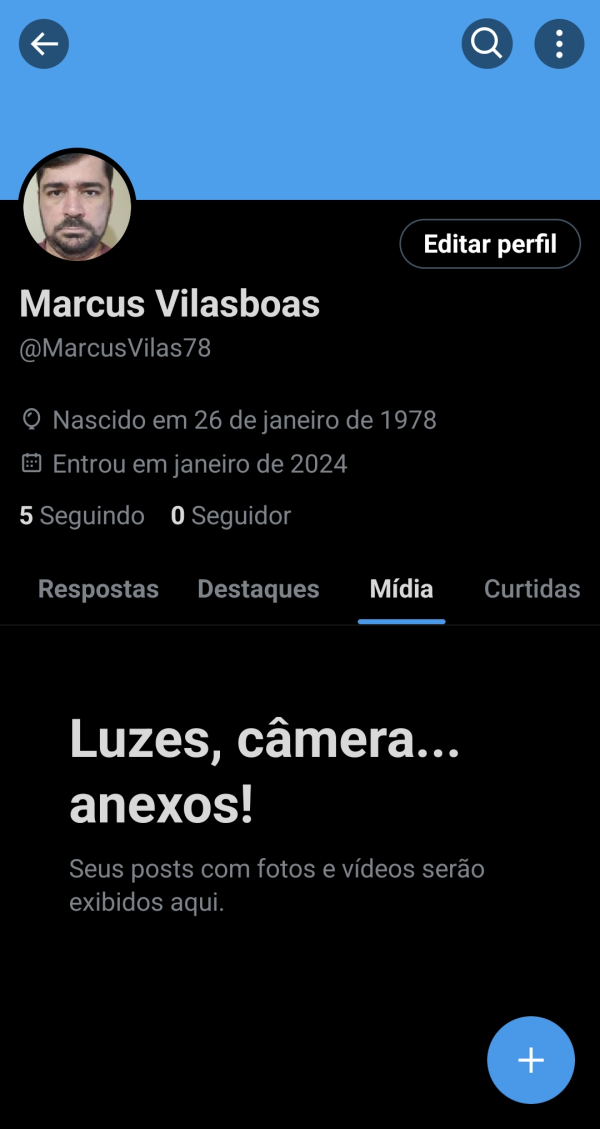 Editar perfil
Marcus Vilasboas
@MarcusVilas78
Nascido em 26 de janeiro de 1978
Entrou em janeiro de 2024
5 Seguindo 0 Seguidor
Respostas Destaques Mídia Curtidas
Luzes, câmera...
anexos!
Seus posts com fotos e vídeos serão
exibidos aqui.